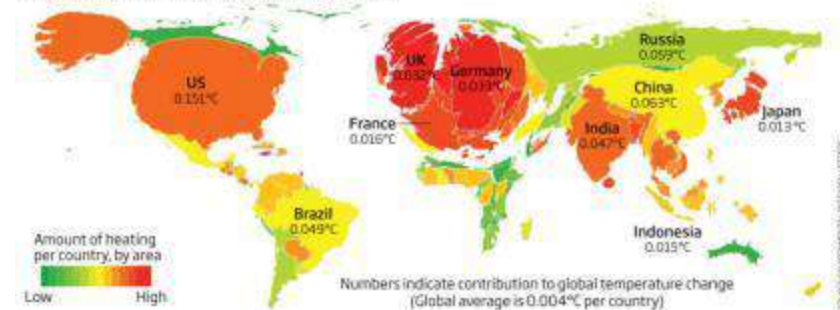 US
0.151°C
UK
0.032°C
Germany
0.033°C
France
0.016°C
Russia
0.059°C
China
0.063°C
India
0.047°C
Japan
0.013°C
Brazil
0.049°C
Indonesia
0.015°C
Amount of heating
per country, by area
Low High
Numbers indicate contribution to global temperature change
(Global average is 0.004°C per country)